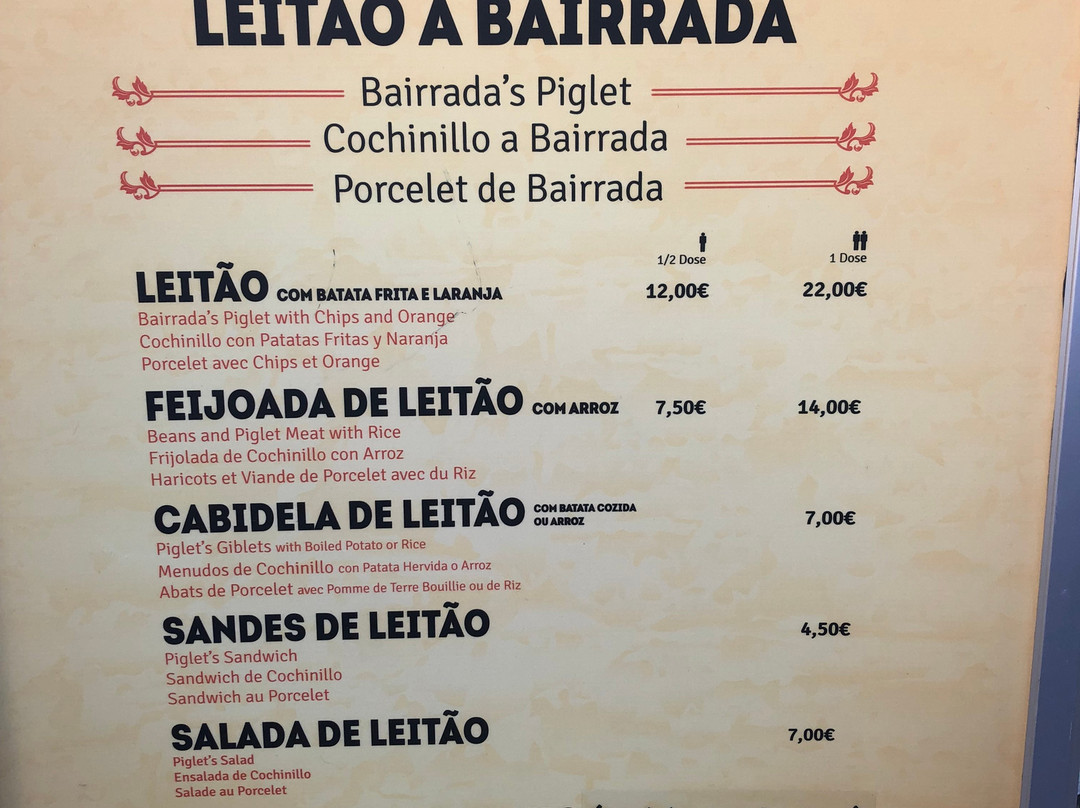 LEITÃO A BAIRRADA
Bairrada's Piglet
Cochinillo a Bairrada
Porcelet de Bairrada
1/2 Dose 1 Dose
LEITÃO COM BATATA FRITA E LARANJA 12,00€ 22,00€
Bairrada's Piglet with Chips and Orange
Cochinillo con Patatas Fritas y Naranja
Porcelet avec Chips et Orange
FEIJOADA DE LEITÃO COM ARROZ 7,50€ 14,00€
Beans and Piglet Meat with Rice
Frijolada de Cochinillo con Arroz
Haricots et Viande de Porcelet avec du Riz
CABIDELA DE LEITÃO COM BATATA COZIDA OU ARROZ 7,00€
Piglet's Giblets with Boiled Potato or Rice
Menudos de Cochinillo con Patata Hervida o Arroz
Abats de Porcelet avec Pomme de Terre Bouillie ou de Riz
SANDES DE LEITÃO 4,50€
Piglet's Sandwich
Sandwich de Cochinillo
Sandwich au Porcelet
SALADA DE LEITÃO 7,00€
Piglet's Salad
Ensalada de Cochinillo
Salade au Porcelet